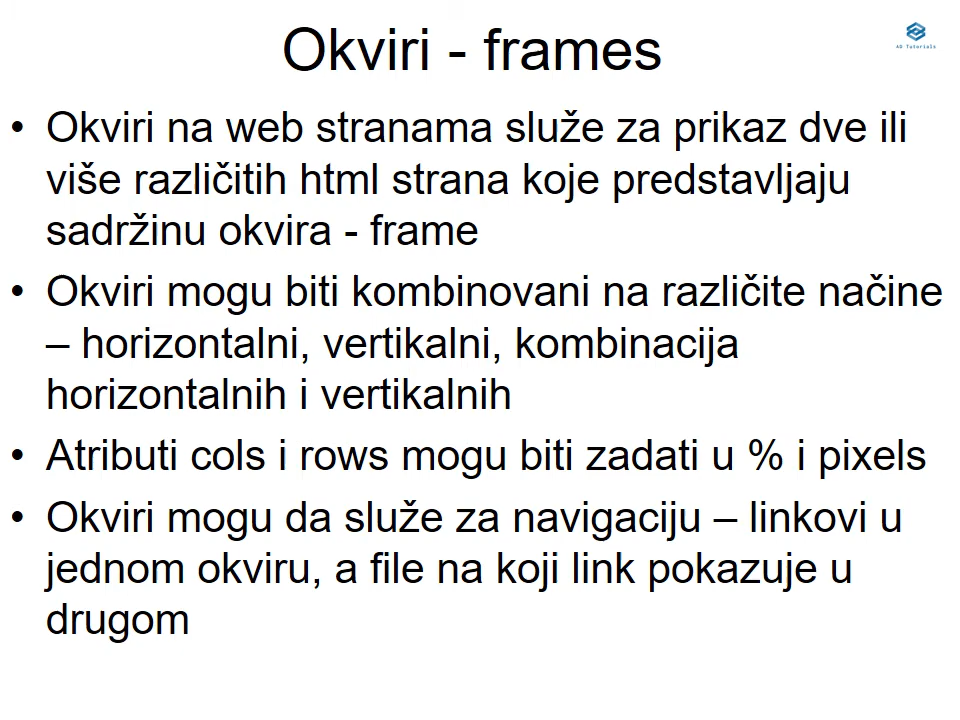 Okviri - frames
AD Tutorials
• Okviri na web stranama služe za prikaz dve ili
više različitih html strana koje predstavljaju
sadržinu okvira - frame
• Okviri mogu biti kombinovani na različite načine
– horizontalni, vertikalni, kombinacija
horizontalnih i vertikalnih
• Atributi cols i rows mogu biti zadati u % i pixels
• Okviri mogu da služe za navigaciju – linkovi u
jednom okviru, a file na koji link pokazuje u
drugom